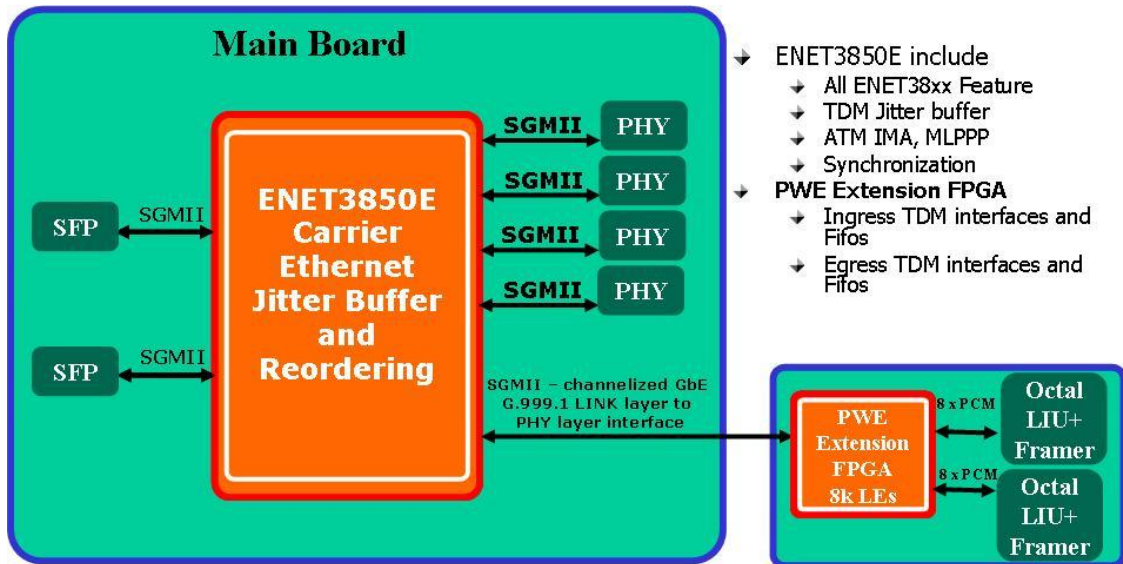 Main Board
ENET3850E
Carrier
Ethernet
Jitter Buffer
and
Reordering
SFP
SGMII
SFP
SGMII
SGMII
PHY
SGMII
PHY
SGMII
PHY
SGMII
PHY
SGMII – channelized GbE
G.999.1 LINK layer to
PHY layer interface
ENET3850E include
All ENET38xx Feature
TDM Jitter buffer
ATM IMA, MLPPP
Synchronization
PWE Extension FPGA
Ingress TDM interfaces and
Fifos
Egress TDM interfaces and
Fifos
PWE
Extension
FPGA
8k LEs
8 x PCM
Octal
LIU+
Framer
8 x PCM
Octal
LIU+
Framer